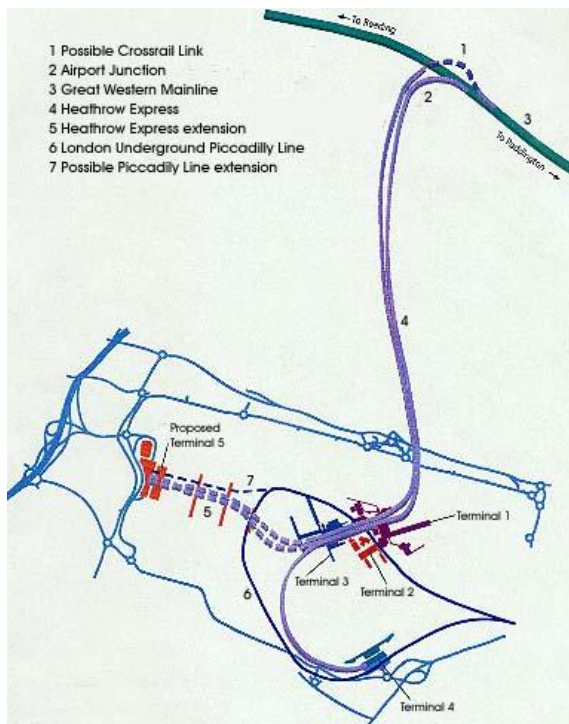 ← To Reading
1 Possible Crossrail Link
2 Airport Junction
3 Great Western Mainline
4 Heathrow Express
5 Heathrow Express extension
6 London Underground Piccadilly Line
7 Possible Piccadily Line extension
1
2
3
To Paddington →
4
Proposed
Terminal 5
7
5
Terminal 1
Terminal 3
Terminal 2
6
Terminal 4